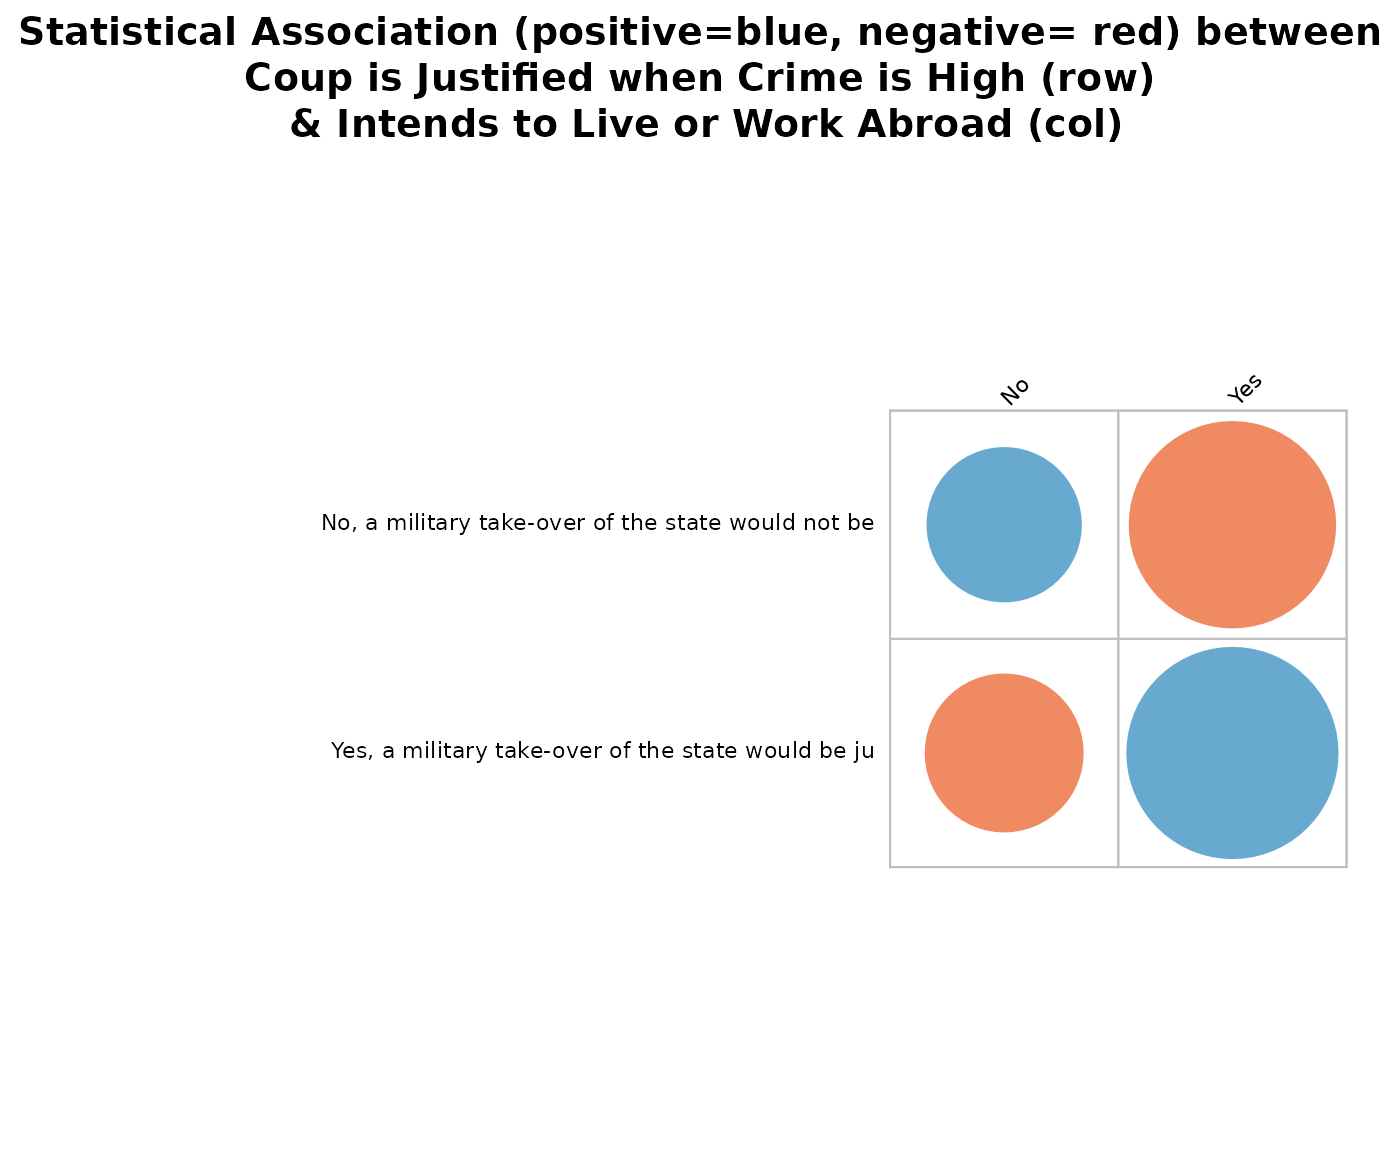 Statistical Association (positive=blue, negative= red) between
Coup is Justified when Crime is High (row)
& Intends to Live or Work Abroad (col)
No
Yes
No, a military take-over of the state would not be
Yes, a military take-over of the state would be ju